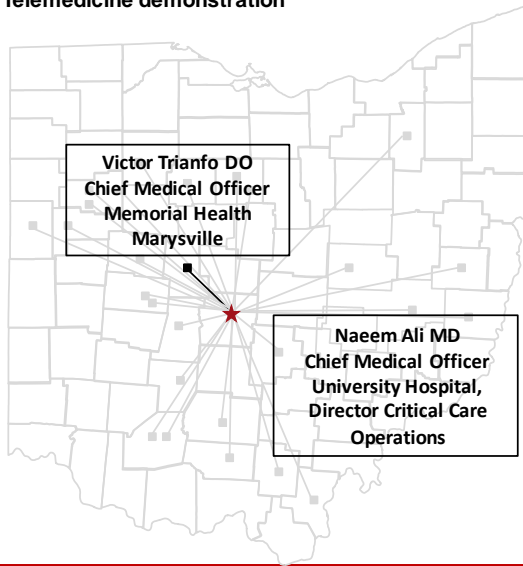 Telemedicine demonstration
Victor Trianfo DO
Chief Medical Officer
Memorial Health
Marysville
Naeem Ali MD
Chief Medical Officer
University Hospital,
Director Critical Care
Operations